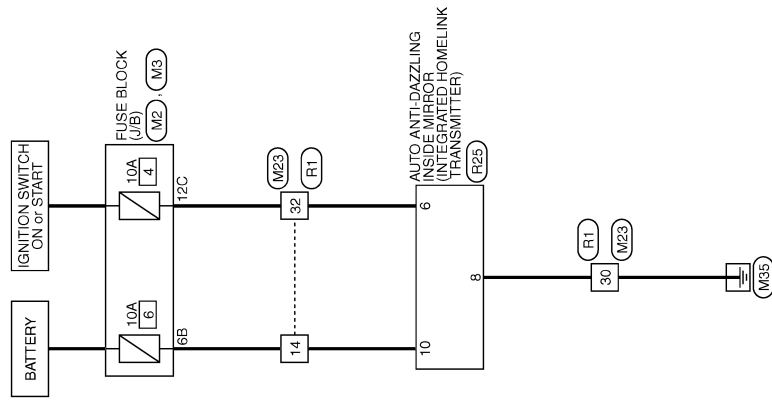 BATTERY
IGNITION SWITCH
ON or START
10A
6
10A
4
FUSE BLOCK
(J/B)
M2 , M3
6B
12C
14
32
M23
R1
10
6
AUTO ANTI-DAZZLING
INSIDE MIRROR
(INTEGRATED HOMELINK
TRANSMITTER)
R25
8
30
R1
M23
M35